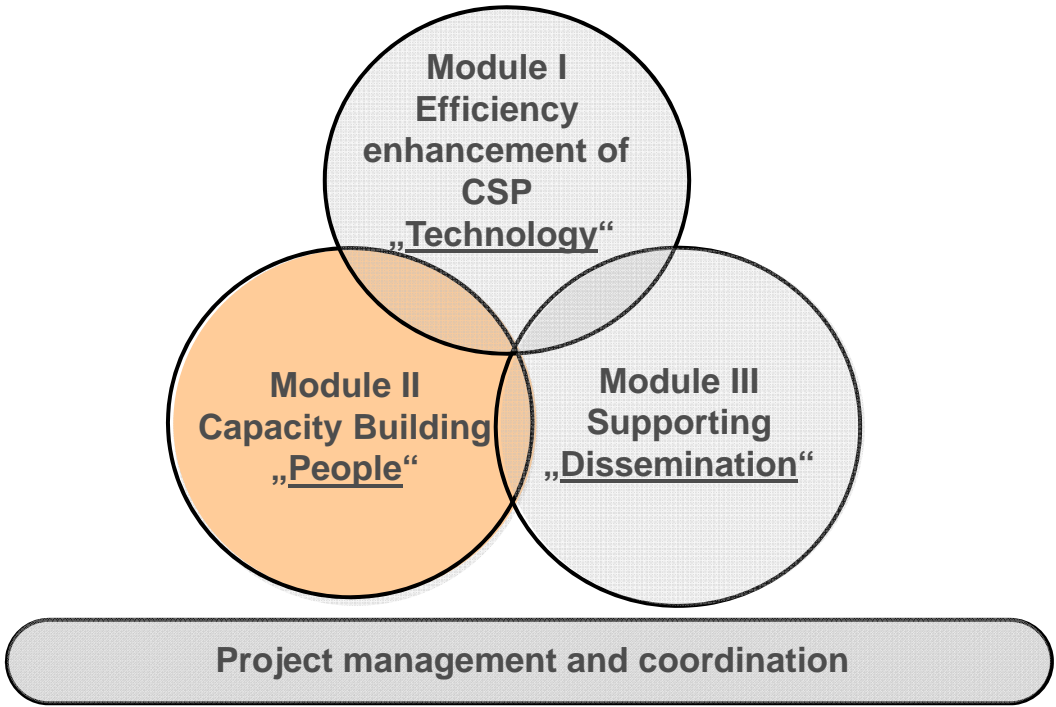 Module I
Efficiency
enhancement of
CSP
„Technology“
Module II
Capacity Building
„People“
Module III
Supporting
„Dissemination“
Project management and coordination